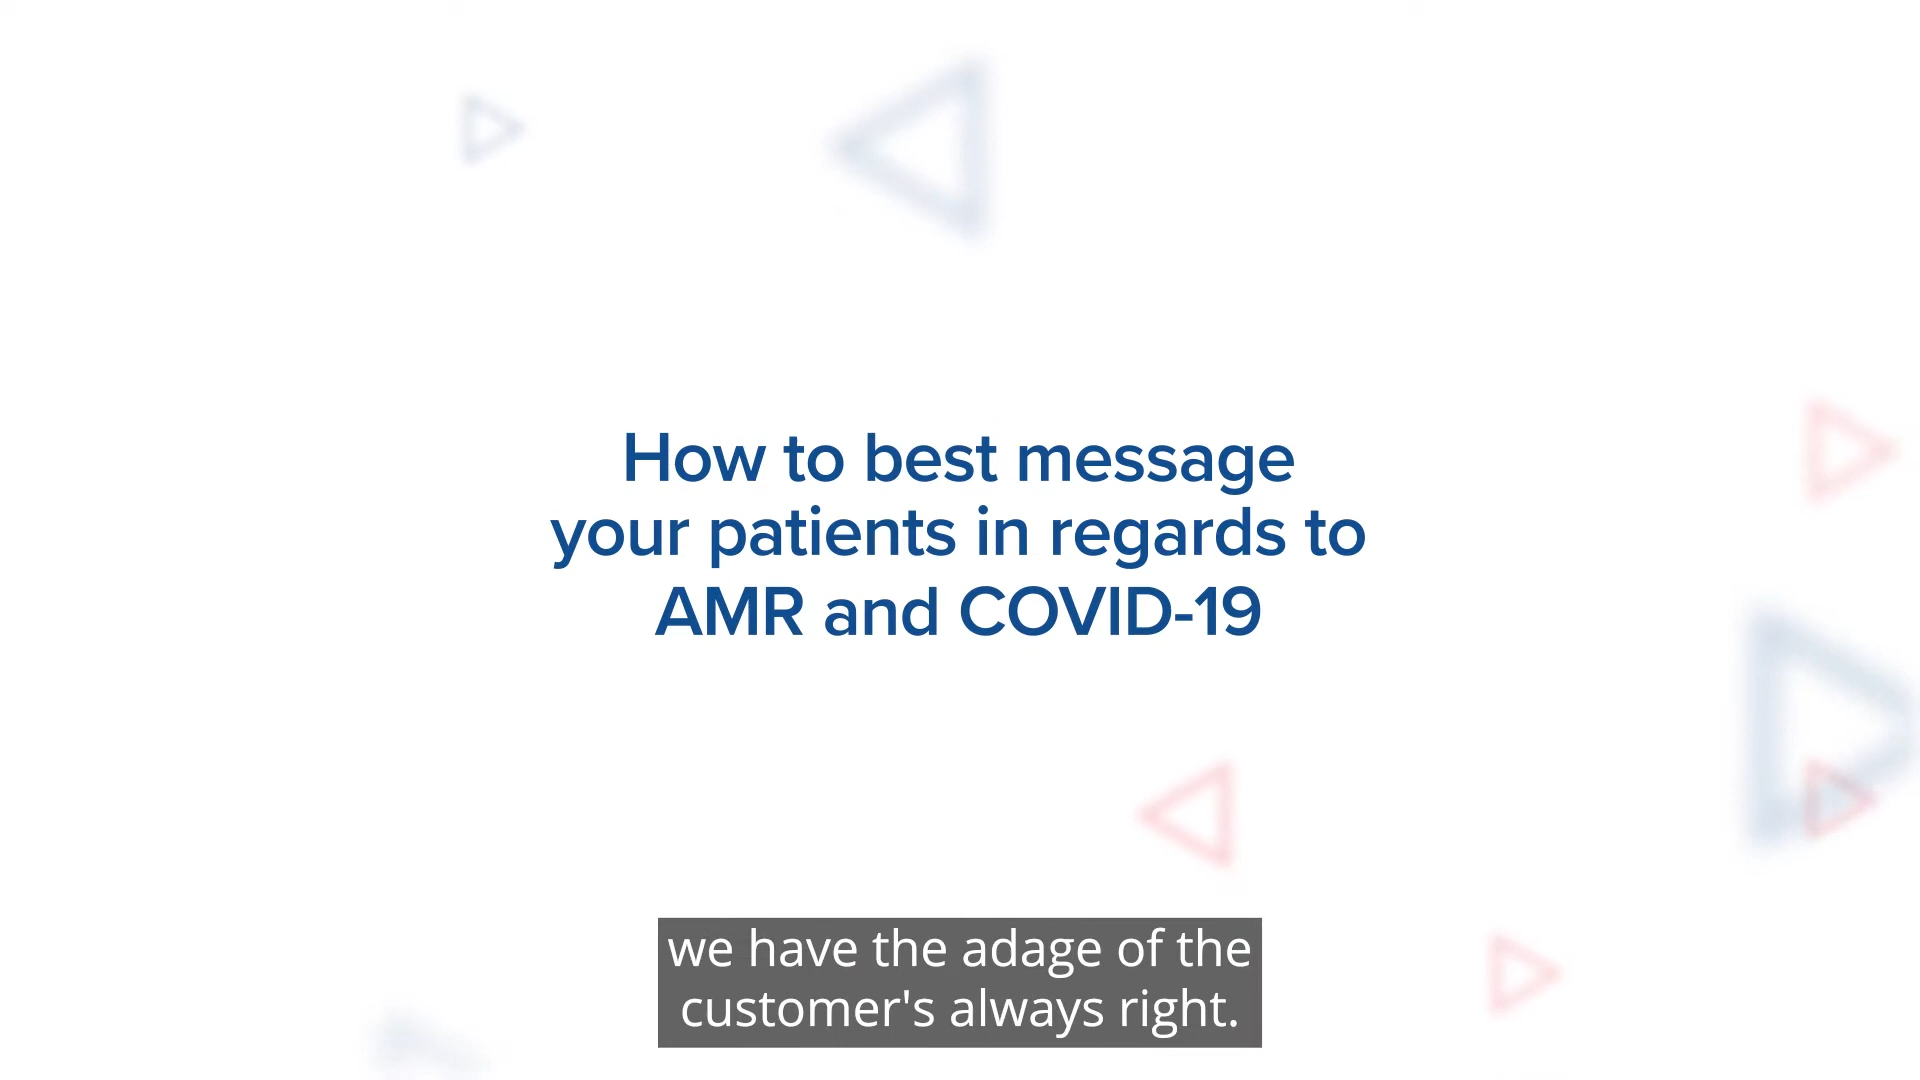 How to best message
your patients in regards to
AMR and COVID-19
we have the adage of the
customer's always right.